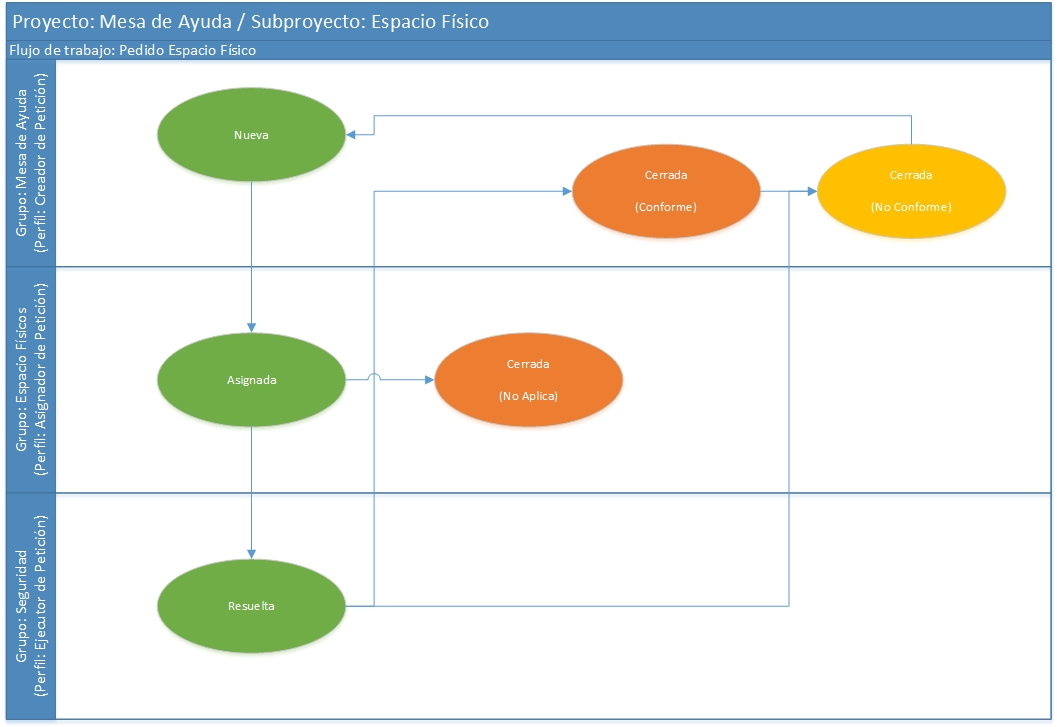 Proyecto: Mesa de Ayuda / Subproyecto: Espacio Físico
Flujo de trabajo: Pedido Espacio Físico
Grupo: Mesa de Ayuda
(Perfil: Creador de Petición)
Nueva
Cerrada
(Conforme)
Cerrada
(No Conforme)
Grupo: Espacio Físicos
(Perfil: Asignador de Petición)
Asignada
Cerrada
(No Aplica)
Grupo: Seguridad
(Perfil: Ejecutor de Petición)
Resuelta